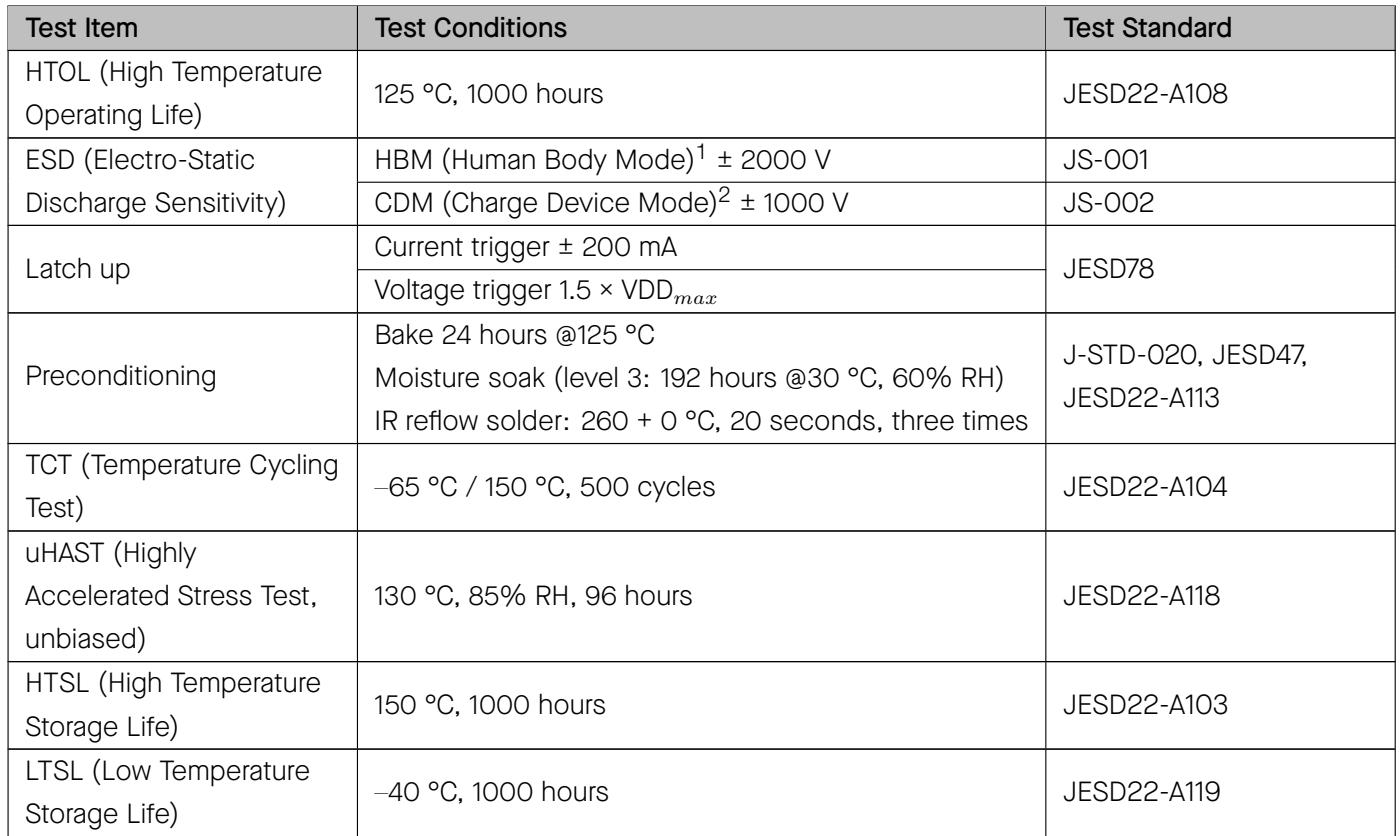 Test Item Test Conditions Test Standard
HTOL (High Temperature
Operating Life)
125 °C, 1000 hours
JESD22-A108
ESD (Electro-Static
Discharge Sensitivity)
HBM (Human Body Mode)1 ± 2000 V
JS-001
CDM (Charge Device Mode)2 ± 1000 V
JS-002
Latch up
Current trigger ± 200 mA
Voltage trigger 1.5 × VDDmax
JESD78
Preconditioning
Bake 24 hours @125 °C
Moisture soak (level 3: 192 hours @30 °C, 60% RH)
IR reflow solder: 260 + 0 °C, 20 seconds, three times
J-STD-020, JESD47,
JESD22-A113
TCT (Temperature Cycling
Test)
–65 °C / 150 °C, 500 cycles
JESD22-A104
uHAST (Highly
Accelerated Stress Test,
unbiased)
130 °C, 85% RH, 96 hours
JESD22-A118
HTSL (High Temperature
Storage Life)
150 °C, 1000 hours
JESD22-A103
LTSL (Low Temperature
Storage Life)
–40 °C, 1000 hours
JESD22-A119